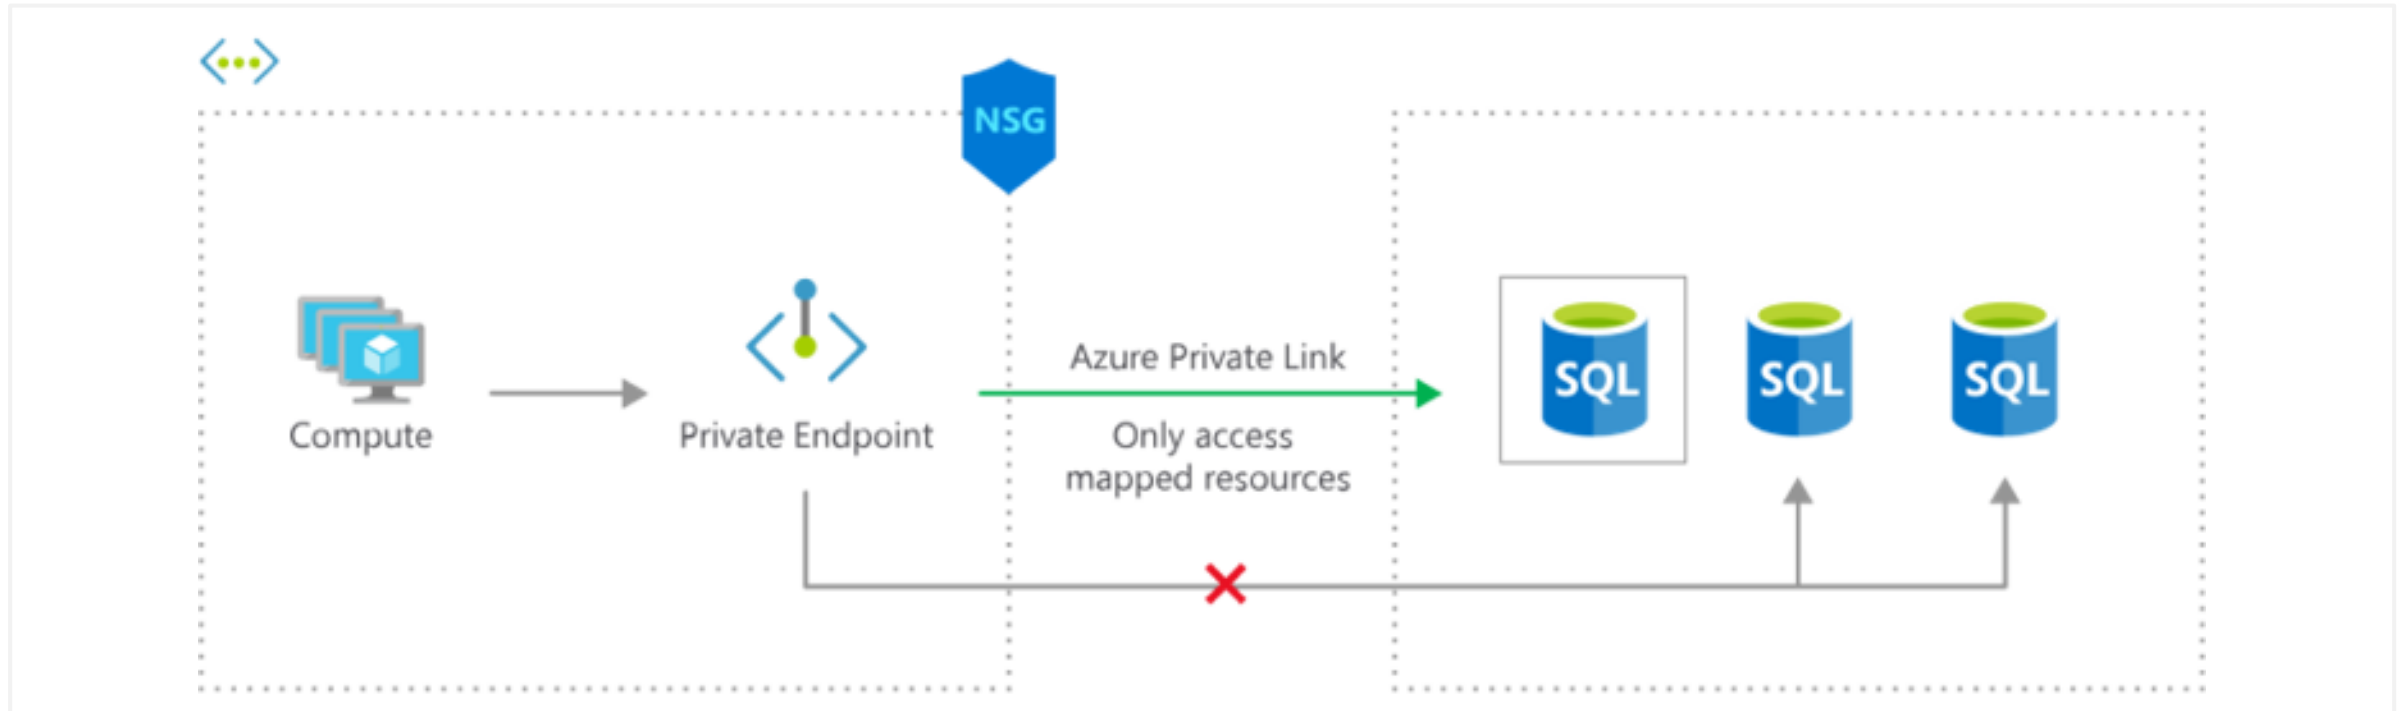 NSG
Azure Private Link
SQL
SQL
SQL
Compute
Private Endpoint
Only access
mapped resources